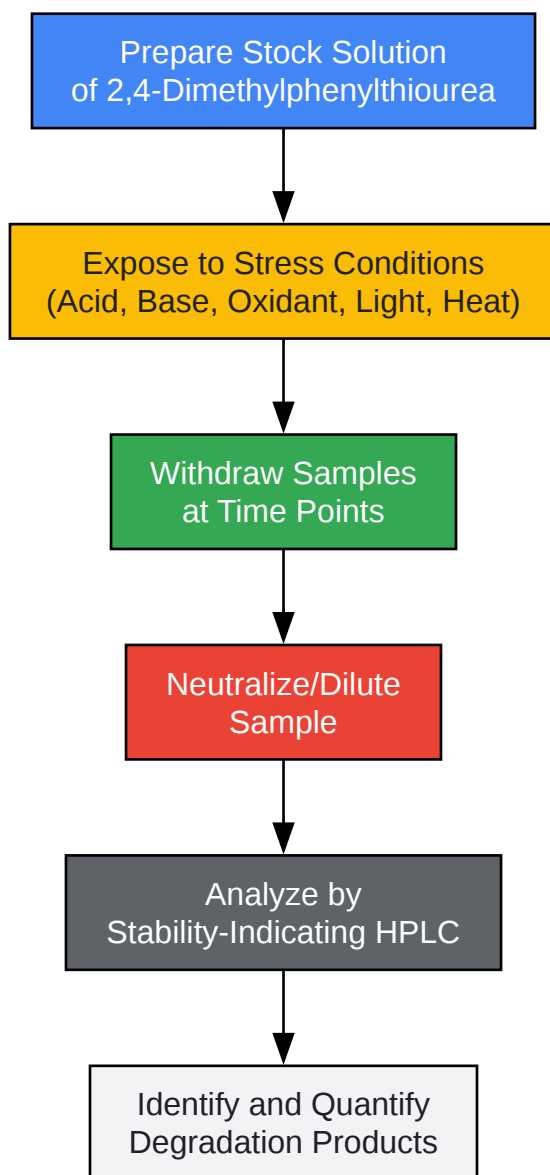 Prepare Stock Solution
of 2,4-Dimethylphenylthiourea
Expose to Stress Conditions
(Acid, Base, Oxidant, Light, Heat)
Withdraw Samples
at Time Points
Neutralize/Dilute
Sample
Analyze by
Stability-Indicating HPLC
Identify and Quantify
Degradation Products